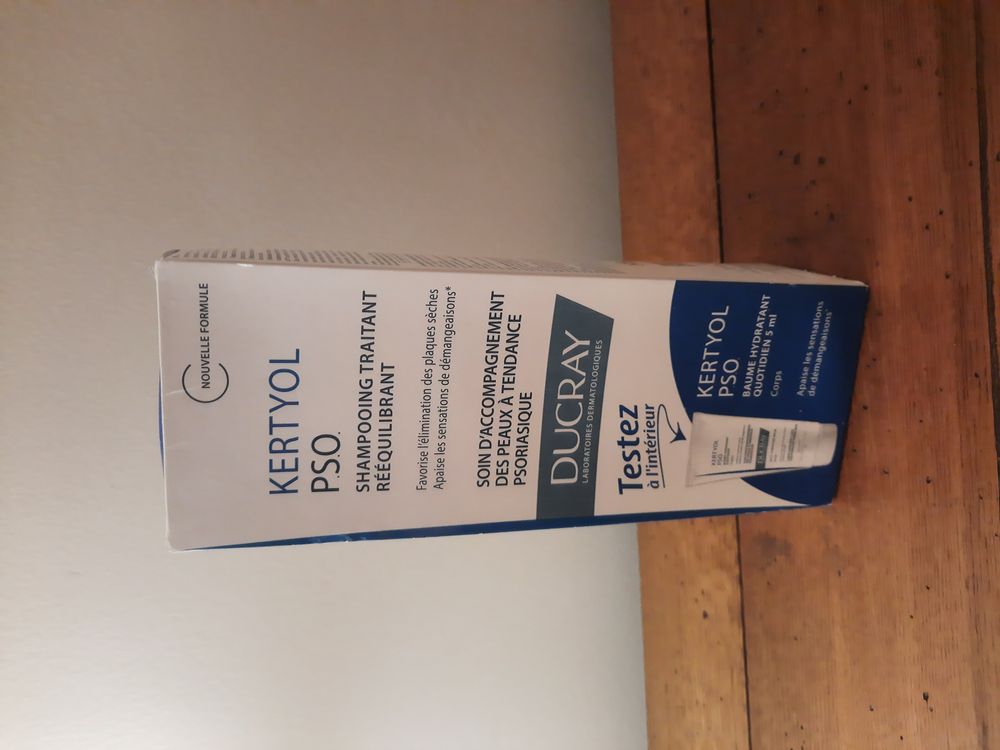 NOUVELLE FORMULE
KERTYOL
P.S.O.
SHAMPOOING TRAITANT
RÉÉQUILIBRANT
Favorise l'élimination des plaques sèches
Apaise les sensations de démangeaisons*
SOIN D'ACCOMPAGNEMENT
DES PEAUX À TENDANCE
PSORIASIQUE
DUCRAY
LABORATOIRES DERMATOLOGIQUES
Testez
à l'intérieur
KERTYOL
P.S.O.
BAUME HYDRATANT
QUOTIDIEN 5 ml
Corps
Apaise les sensations
de démangeaisons*
KERTYOL
P.S.O.
DUCRAY